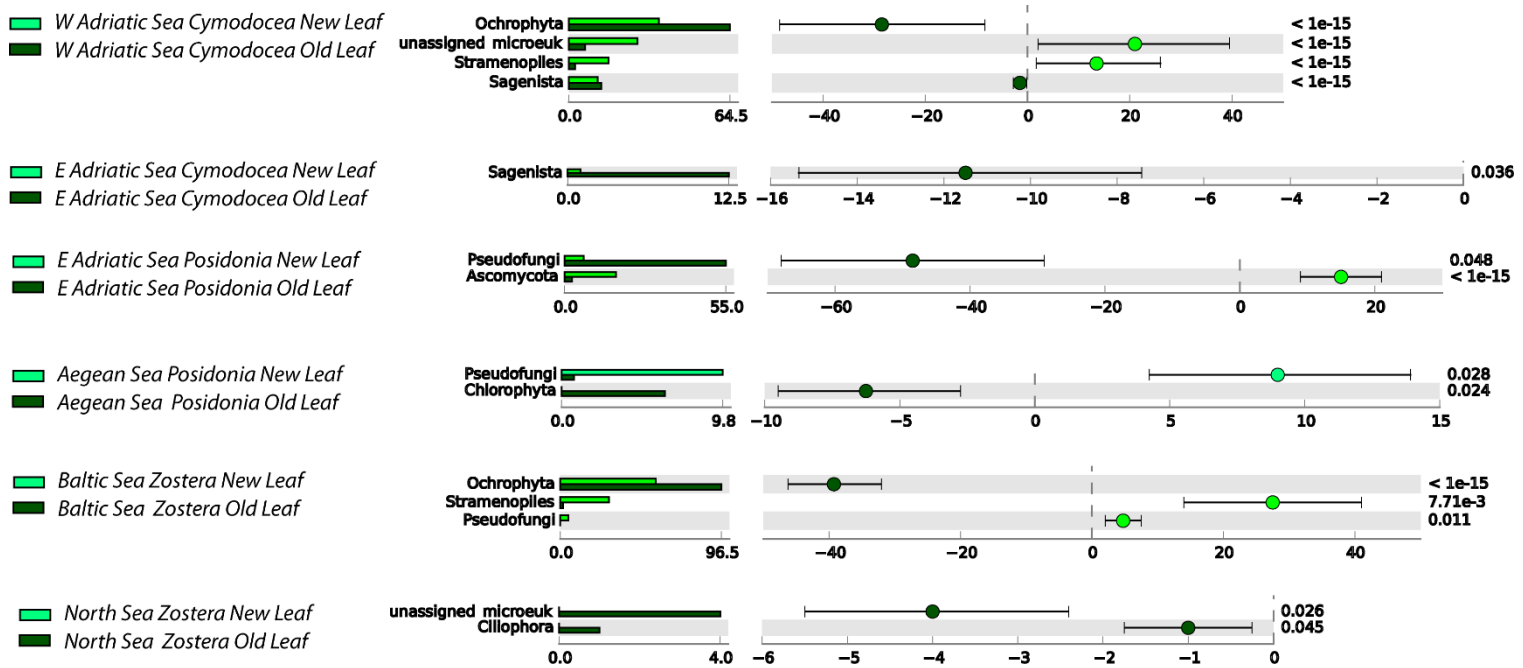 W Adriatic Sea Cymodocea New Leaf
W Adriatic Sea Cymodocea Old Leaf
Ochrophyta < 1e-15
unassigned microeuk < 1e-15
Stramenopiles < 1e-15
Sagenista < 1e-15
0.0 64.5 −40 −20 0 20 40
E Adriatic Sea Cymodocea New Leaf
E Adriatic Sea Cymodocea Old Leaf
Sagenista 0.036
0.0 12.5 −16 −14 −12 −10 −8 −6 −4 −2 0
E Adriatic Sea Posidonia New Leaf
E Adriatic Sea Posidonia Old Leaf
Pseudofungi 0.048
Ascomycota < 1e-15
0.0 55.0 −60 −40 −20 0 20
Aegean Sea Posidonia New Leaf
Aegean Sea Posidonia Old Leaf
Pseudofungi 0.028
Chlorophyta 0.024
0.0 9.8 −10 −5 0 5 10 15
Baltic Sea Zostera New Leaf
Baltic Sea Zostera Old Leaf
Ochrophyta < 1e-15
Stramenopiles 7.71e-3
Pseudofungi 0.011
0.0 96.5 −40 −20 0 20 40
North Sea Zostera New Leaf
North Sea Zostera Old Leaf
unassigned microeuk 0.026
Ciliophora 0.045
0.0 4.0 −6 −5 −4 −3 −2 −1 0